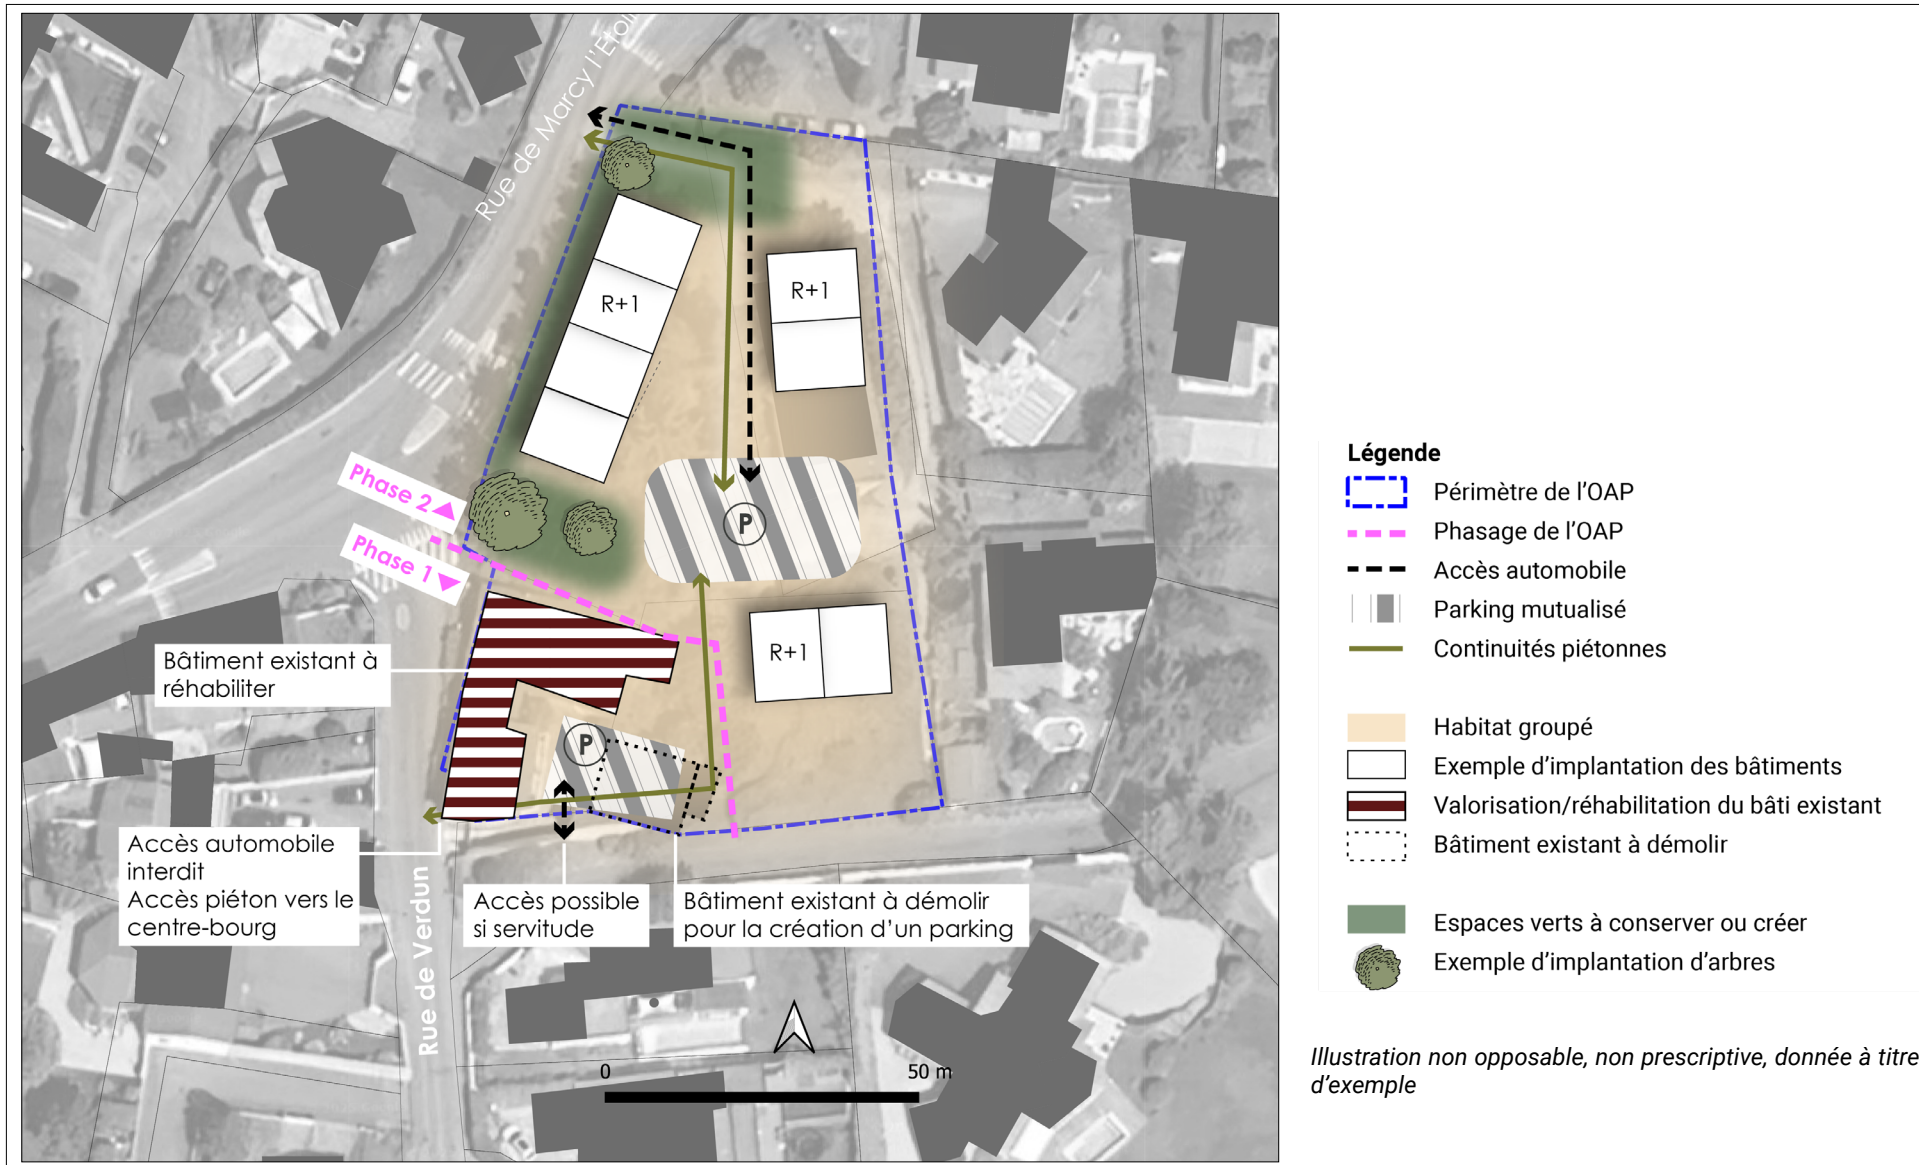 Rue de Marcy l'Etoil
R+1
R+1
Phase 2
Phase 1
P
R+1
Bâtiment existant à
réhabiliter
P
Accès automobile
interdit
Accès piéton vers le
centre-bourg
Rue de Verdun
Accès possible
si servitude
Bâtiment existant à démolir
pour la création d'un parking
0 50 m
Légende
Périmètre de l'OAP
Phasage de l'OAP
Accès automobile
Parking mutualisé
Continuités piétonnes
Habitat groupé
Exemple d'implantation des bâtiments
Valorisation/réhabilitation du bâti existant
Bâtiment existant à démolir
Espaces verts à conserver ou créer
Exemple d'implantation d'arbres
Illustration non opposable, non prescriptive, donnée à titre
d'exemple